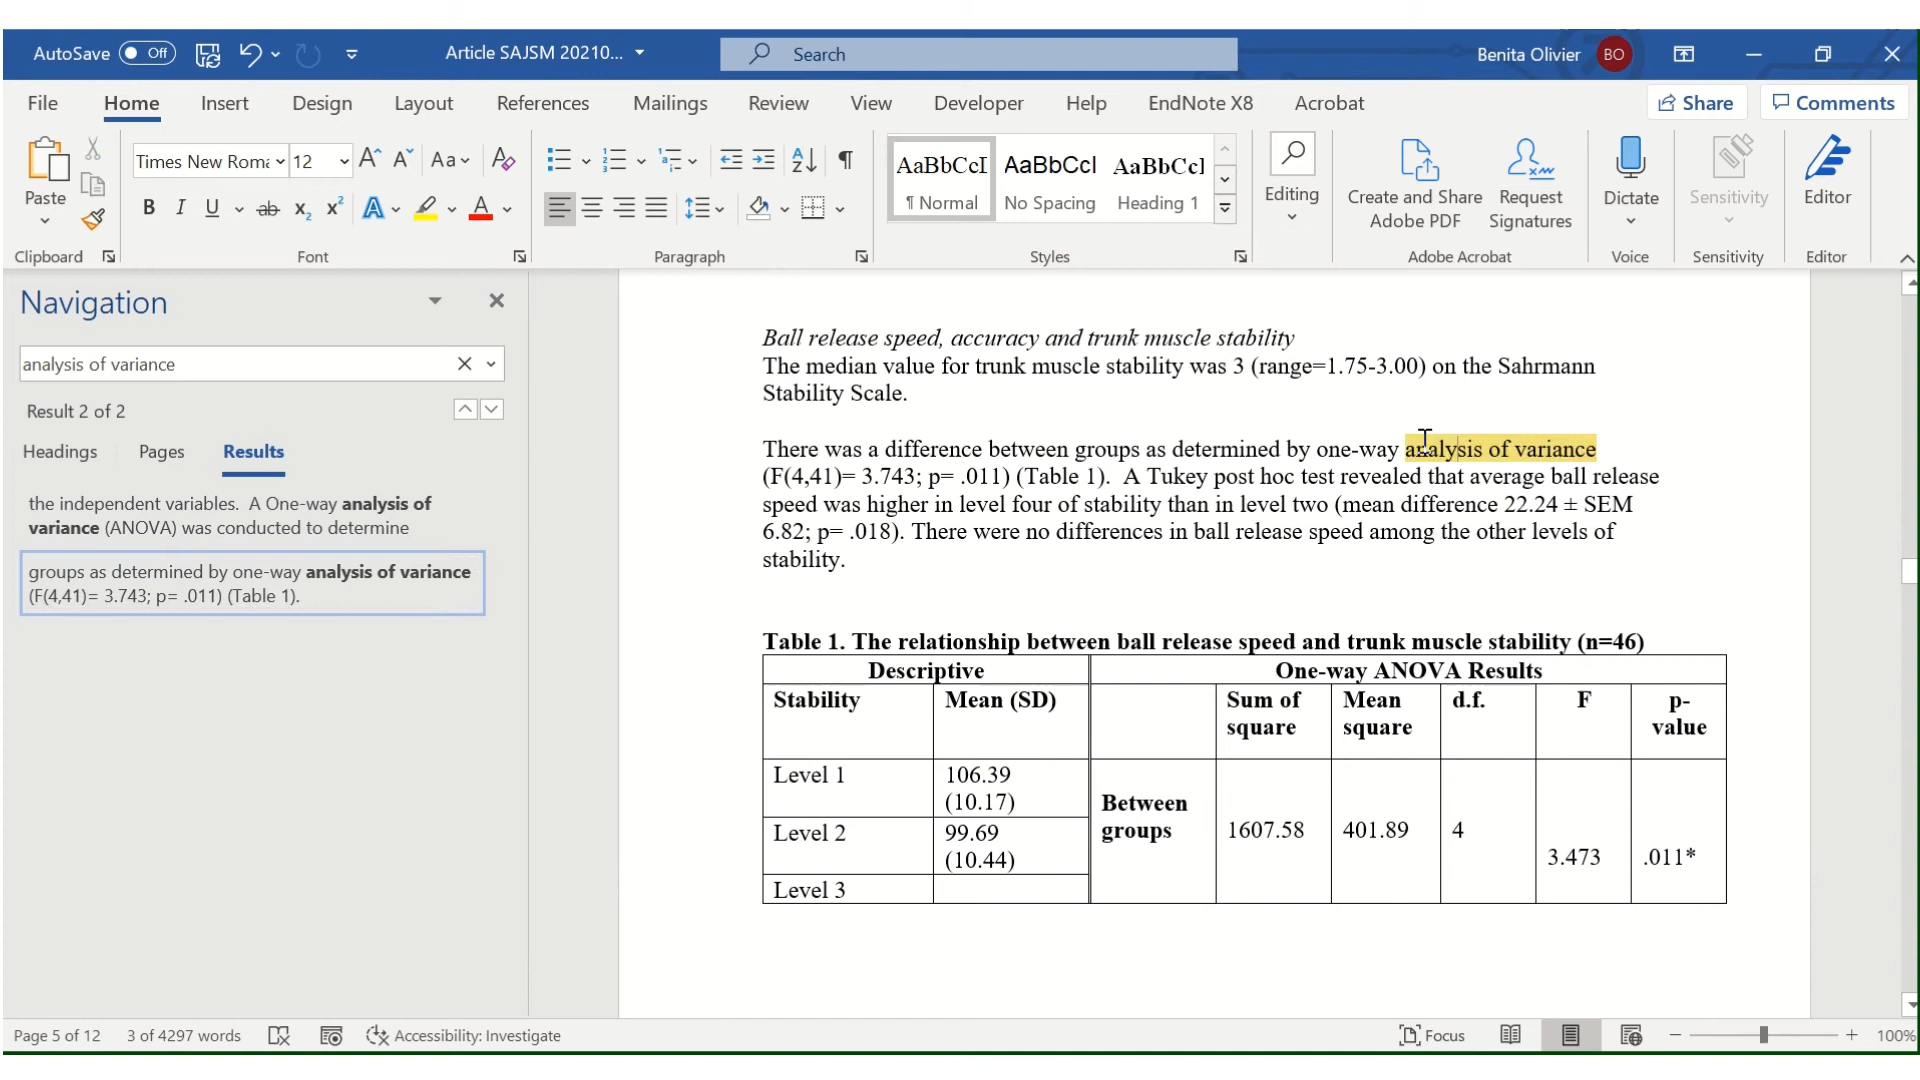 AutoSave Off Article SAJSM 20210... Search Benita Olivier BO
File Home Insert Design Layout References Mailings Review View Developer Help EndNote X8 Acrobat Share Comments
Paste
Times New Roma 12 Aa
B I U ab x2 x2 A A
AaBbCcI AaBbCcI AaBbCcl
¶ Normal No Spacing Heading 1
Editing
Create and Share
Adobe PDF
Request
Signatures
Dictate
Sensitivity
Editor
Clipboard Font Paragraph Styles Adobe Acrobat Voice Sensitivity Editor
Navigation
analysis of variance
Result 2 of 2
Headings Pages Results
the independent variables. A One-way analysis of
variance (ANOVA) was conducted to determine
groups as determined by one-way analysis of variance
(F(4,41)= 3.743; p= .011) (Table 1).
Ball release speed, accuracy and trunk muscle stability
The median value for trunk muscle stability was 3 (range=1.75-3.00) on the Sahrmann
Stability Scale.
There was a difference between groups as determined by one-way analysis of variance
(F(4,41)= 3.743; p= .011) (Table 1). A Tukey post hoc test revealed that average ball release
speed was higher in level four of stability than in level two (mean difference 22.24 ± SEM
6.82; p= .018). There were no differences in ball release speed among the other levels of
stability.
Table 1. The relationship between ball release speed and trunk muscle stability (n=46)
Descriptive One-way ANOVA Results
Stability Mean (SD) Sum of square Mean square d.f. F p-value
Level 1 106.39 (10.17)
Between groups 1607.58 401.89 4 3.473 .011*
Level 2 99.69 (10.44)
Level 3
Page 5 of 12 3 of 4297 words Accessibility: Investigate Focus 100%